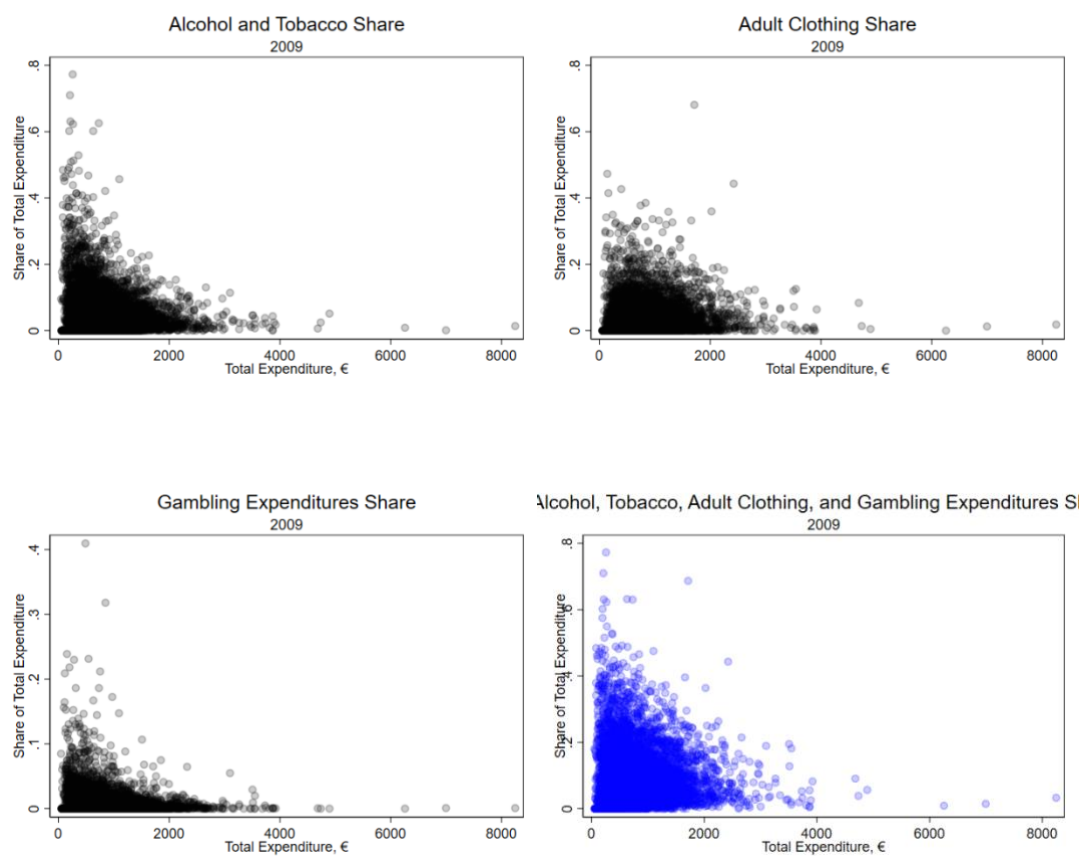 Alcohol and Tobacco Share
2009
Share of Total Expenditure
.8
.6
.4
.2
0
0 2000 4000 6000 8000
Total Expenditure, €
Adult Clothing Share
2009
Share of Total Expenditure
.8
.6
.4
.2
0
0 2000 4000 6000 8000
Total Expenditure, €
Gambling Expenditures Share
2009
Share of Total Expenditure
.4
.3
.2
.1
0
0 2000 4000 6000 8000
Total Expenditure, €
Alcohol, Tobacco, Adult Clothing, and Gambling Expenditures
2009
Share of Total Expenditure
.8
.6
.4
.2
0
0 2000 4000 6000 8000
Total Expenditure, €